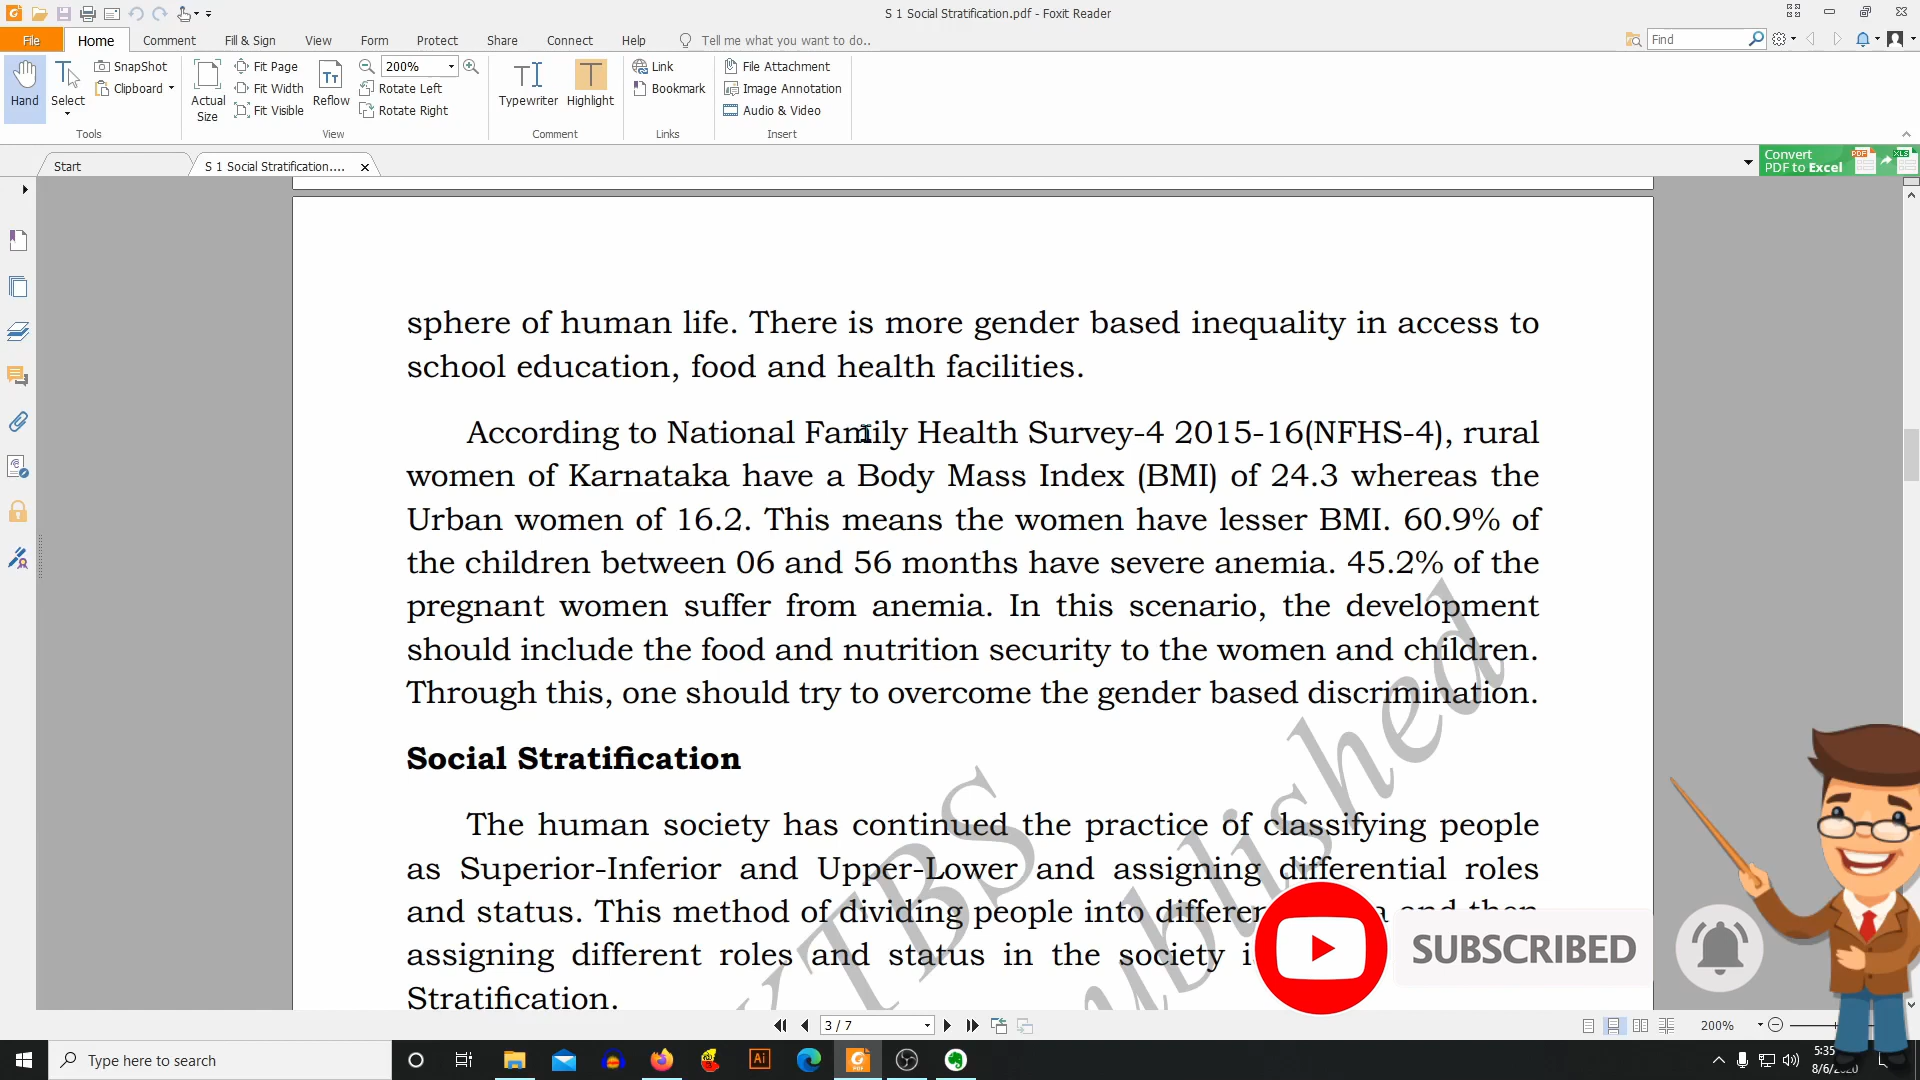 S 1 Social Stratification.pdf - Foxit Reader
File Home Comment Fill & Sign View Form Protect Share Connect Help Tell me what you want to do.. Find
Hand
Select
SnapShot
Clipboard
Tools
Actual Size
Fit Page
Fit Width
Fit Visible
Reflow
200%
Rotate Left
Rotate Right
View
Typewriter
Highlight
Comment
Link
Bookmark
Links
File Attachment
Image Annotation
Audio & Video
Insert
Start
S 1 Social Stratification....
Convert
PDF to Excel
sphere of human life. There is more gender based inequality in access to
school education, food and health facilities.
According to National Family Health Survey-4 2015-16(NFHS-4), rural
women of Karnataka have a Body Mass Index (BMI) of 24.3 whereas the
Urban women of 16.2. This means the women have lesser BMI. 60.9% of
the children between 06 and 56 months have severe anemia. 45.2% of the
pregnant women suffer from anemia. In this scenario, the development
should include the food and nutrition security to the women and children.
Through this, one should try to overcome the gender based discrimination.
Social Stratification
The human society has continued the practice of classifying people
as Superior-Inferior and Upper-Lower and assigning differential roles
and status. This method of dividing people into
assigning different roles and status in the society
Stratification.
KTBS
ublished
SUBSCRIBED
3 / 7
200%
Type here to search
5:35
8/6/2020